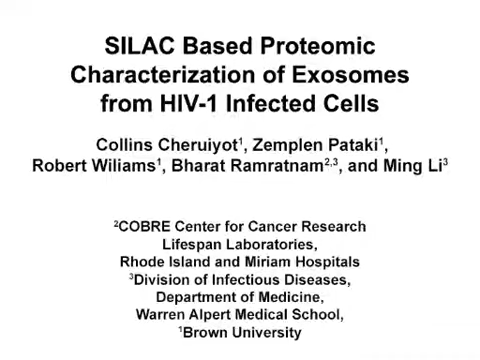 SILAC Based Proteomic
Characterization of Exosomes
from HIV-1 Infected Cells
Collins Cheruiyot¹, Zemplen Pataki¹,
Robert Wiliams¹, Bharat Ramratnam²,³, and Ming Li³
²COBRE Center for Cancer Research
Lifespan Laboratories,
Rhode Island and Miriam Hospitals
³Division of Infectious Diseases,
Department of Medicine,
Warren Alpert Medical School,
¹Brown University